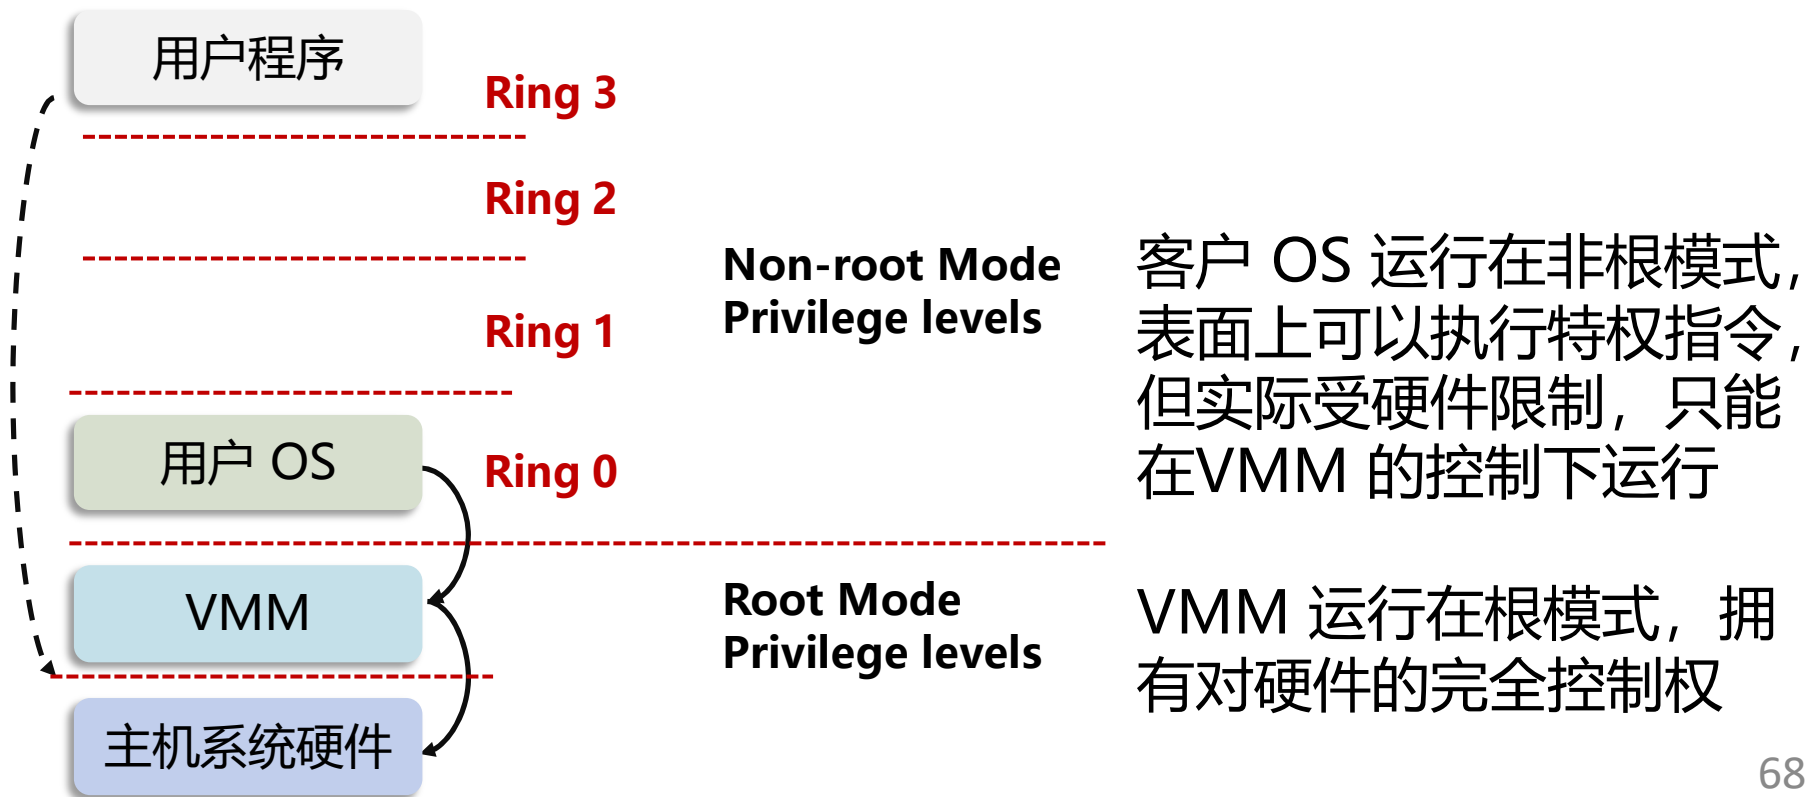 用户程序
Ring 3
Ring 2
Ring 1
用户 OS
Ring 0
VMM
主机系统硬件
Non-root Mode
Privilege levels
客户 OS 运行在非根模式，
表面上可以执行特权指令，
但实际受硬件限制，只能
在VMM 的控制下运行
Root Mode
Privilege levels
VMM 运行在根模式，拥
有对硬件的完全控制权
68